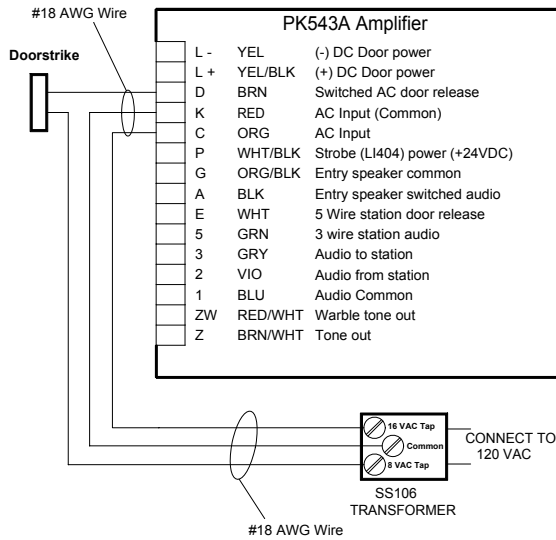 #18 AWG Wire
Doorstrike
PK543A Amplifier
L - YEL (-) DC Door power
L + YEL/BLK (+) DC Door power
D BRN Switched AC door release
K RED AC Input (Common)
C ORG AC Input
P WHT/BLK Strobe (LI404) power (+24VDC)
G ORG/BLK Entry speaker common
A BLK Entry speaker switched audio
E WHT 5 Wire station door release
5 GRN 3 wire station audio
3 GRY Audio to station
2 VIO Audio from station
1 BLU Audio Common
ZW RED/WHT Warble tone out
Z BRN/WHT Tone out
16 VAC Tap
Common
8 VAC Tap
CONNECT TO
120 VAC
SS106
TRANSFORMER
#18 AWG Wire